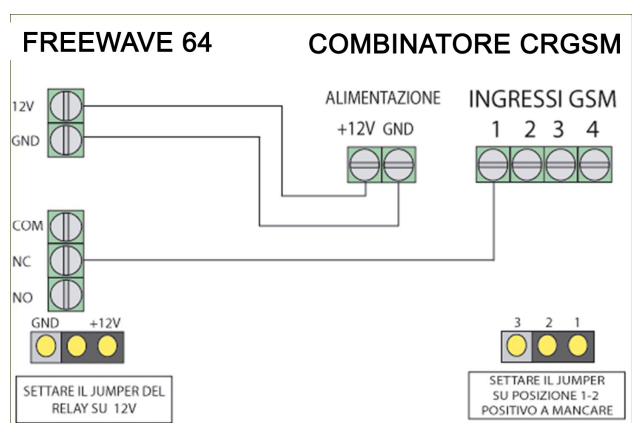 FREEWAVE 64
COMBINATORE CRGSM
12V
GND
ALIMENTAZIONE
+12V GND
INGRESSI GSM
1 2 3 4
COM
NC
NO
GND +12V
SETTARE IL JUMPER DEL
RELAY SU 12V
3 2 1
SETTARE IL JUMPER
SU POSIZIONE 1-2
POSITIVO A MANCARE